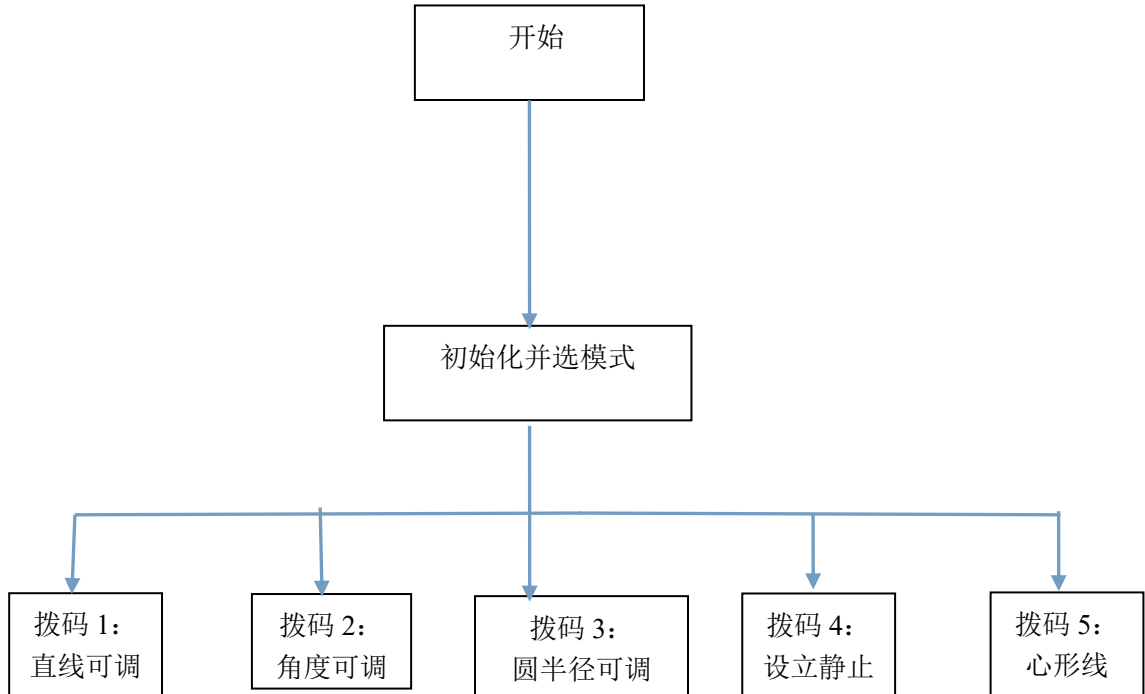 开始
初始化并选模式
拨码 1：
直线可调
拨码 2：
角度可调
拨码 3：
圆半径可调
拨码 4：
设立静止
拨码 5：
心形线